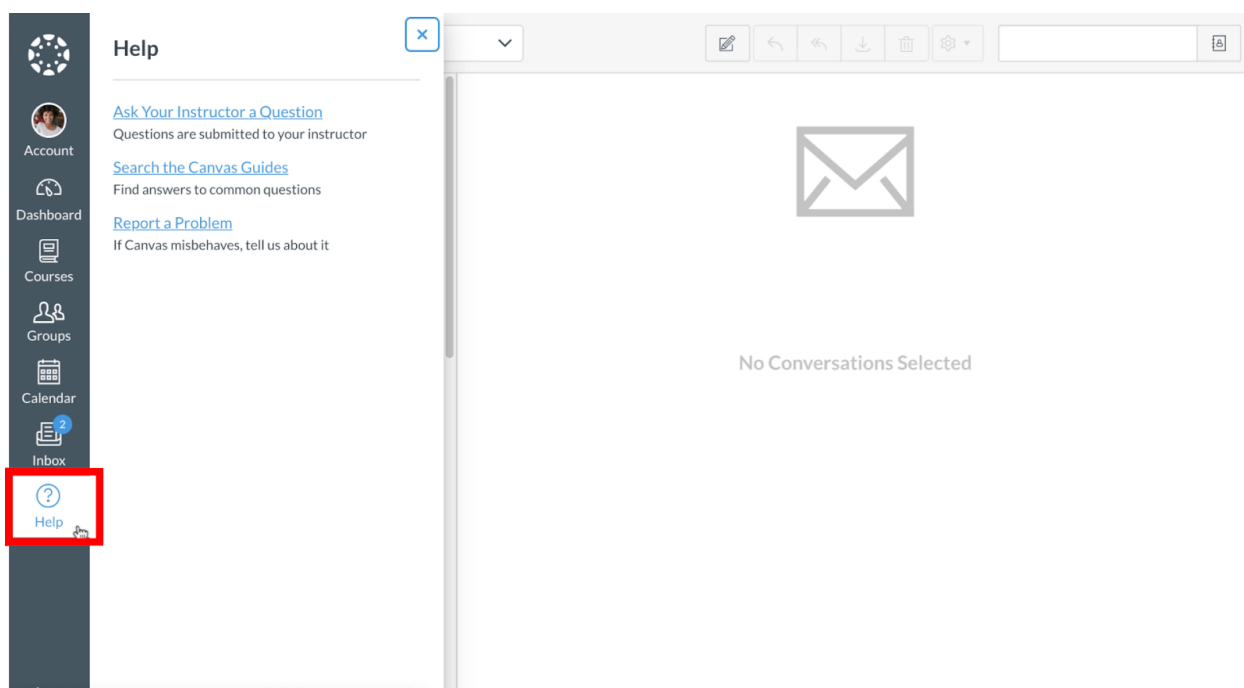 Help
Ask Your Instructor a Question
Questions are submitted to your instructor
Search the Canvas Guides
Find answers to common questions
Report a Problem
If Canvas misbehaves, tell us about it
Account
Dashboard
Courses
Groups
Calendar
2
Inbox
Help
No Conversations Selected